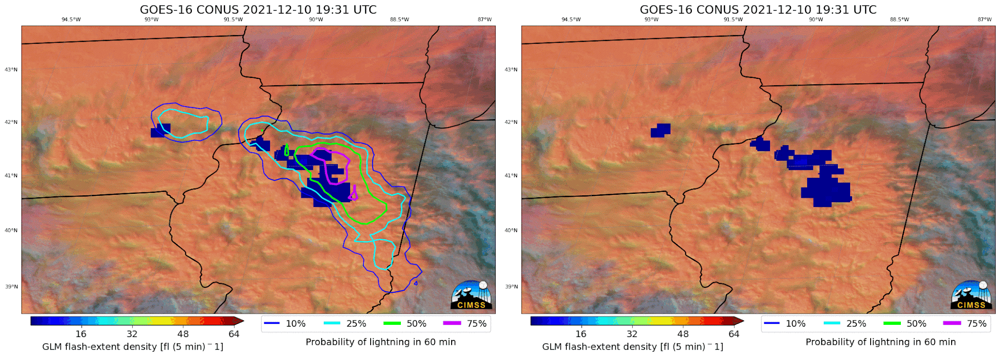 GOES-16 CONUS 2021-12-10 19:31 UTC
94.5°W 93°W 91.5°W 90°W 88.5°W 87°W
43°N
42°N
41°N
40°N
39°N
CIMSS
16 32 48 64
GLM flash-extent density [fl (5 min)⁻1]
10% 25% 50% 75%
Probability of lightning in 60 min
GOES-16 CONUS 2021-12-10 19:31 UTC
94.5°W 93°W 91.5°W 90°W 88.5°W 87°W
43°N
42°N
41°N
40°N
39°N
CIMSS
16 32 48 64
GLM flash-extent density [fl (5 min)⁻1]
10% 25% 50% 75%
Probability of lightning in 60 min